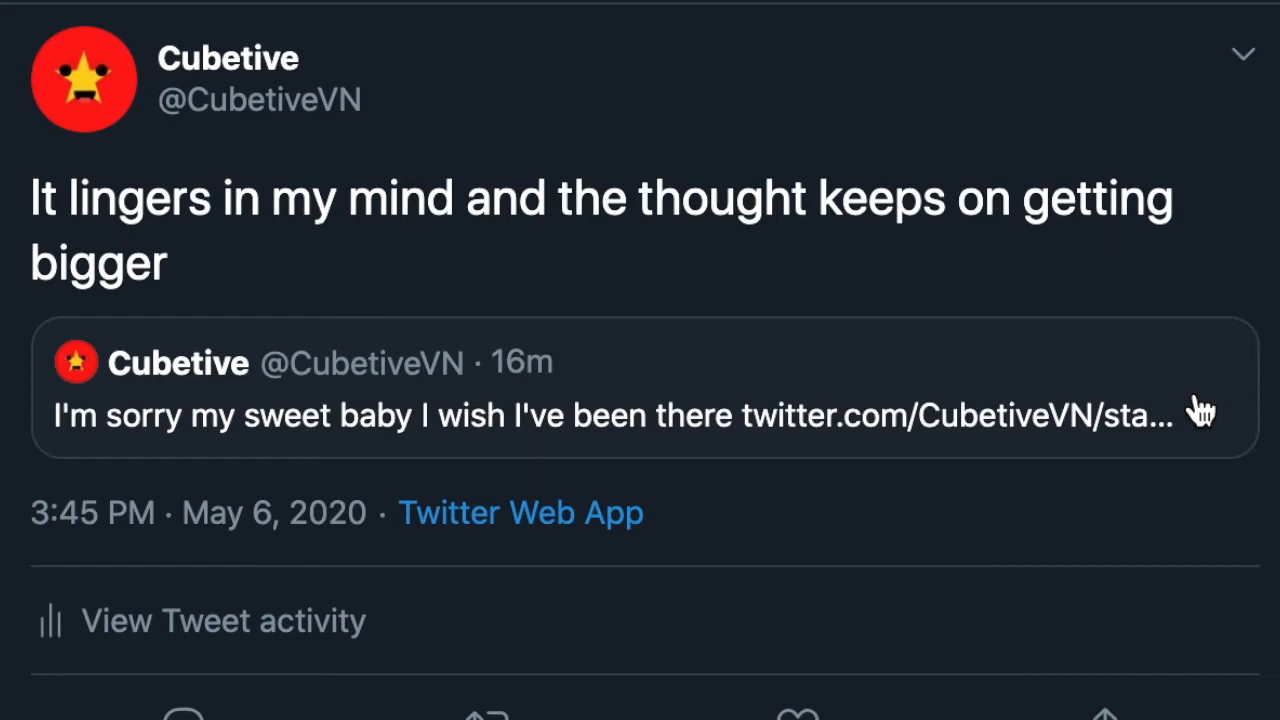 Cubetive
@CubetiveVN
It lingers in my mind and the thought keeps on getting
bigger
Cubetive @CubetiveVN · 16m
I'm sorry my sweet baby I wish I've been there twitter.com/CubetiveVN/sta...
3:45 PM · May 6, 2020 · Twitter Web App
View Tweet activity